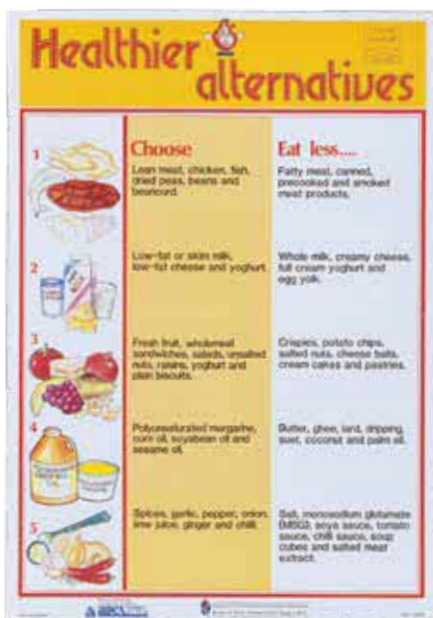 Healthier
alternatives
Choose
Eat less....
1
Lean meat, chicken, fish,
dried peas, beans and
beancurd.
Fatty meat, canned,
precooked and smoked
meat products.
2
Low-fat or skim milk,
low-fat cheese and yoghurt.
Whole milk, creamy cheese,
full cream yoghurt and
egg yolk.
3
Fresh fruit, wholemeal
sandwiches, salads, unsalted
nuts, raisins, yoghurt and
plain biscuits.
Crispies, potato chips,
salted nuts, cheese balls,
cream cakes and pastries.
4
Polyunsaturated margarine,
corn oil, soyabean oil and
sesame oil.
Butter, ghee, lard, dripping,
suet, coconut and palm oil.
5
Spices, garlic, pepper, onion,
lime juice, ginger and chilli.
Salt, monosodium glutamate
(MSG), soya sauce, tomato
sauce, chilli sauce, soup
cubes and salted meat
extract.